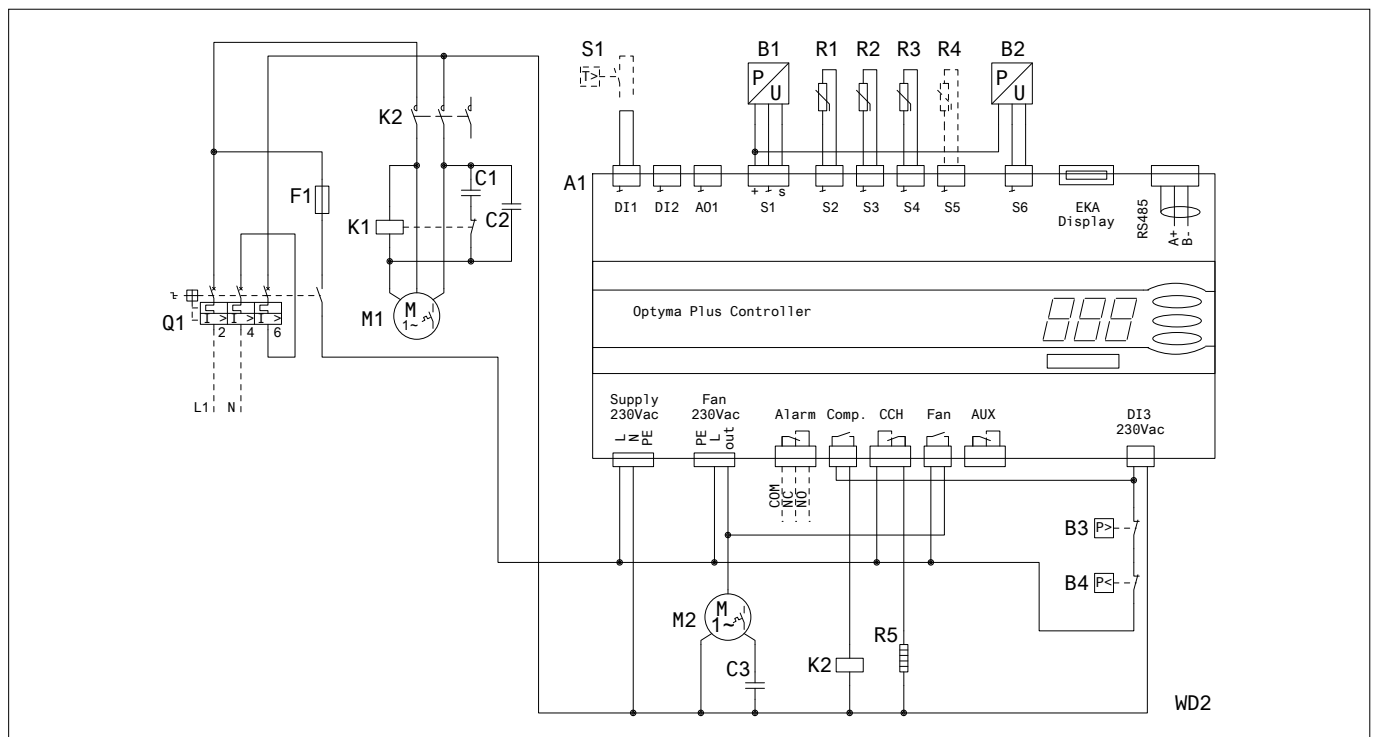 S1 B1 R1 R2 R3 R4 B2
T> P U P U
K2
A1
F1 C1
C2
K1
+ s
DI1 DI2 AO1 S1 S2 S3 S4 S5 S6 EKA Display
RS485
A+
B-
Q1 I > I > I >
2 4 6
M1 M 1~
Optyma Plus Controller
L1 N
Supply 230Vac
Fan 230Vac
Alarm Comp. CCH Fan AUX
DI3 230Vac
L
N
PE
PE
L
out
COM
NC
NO
B3 P>
B4 P<
M2 M 1~
C3
K2
R5
WD2